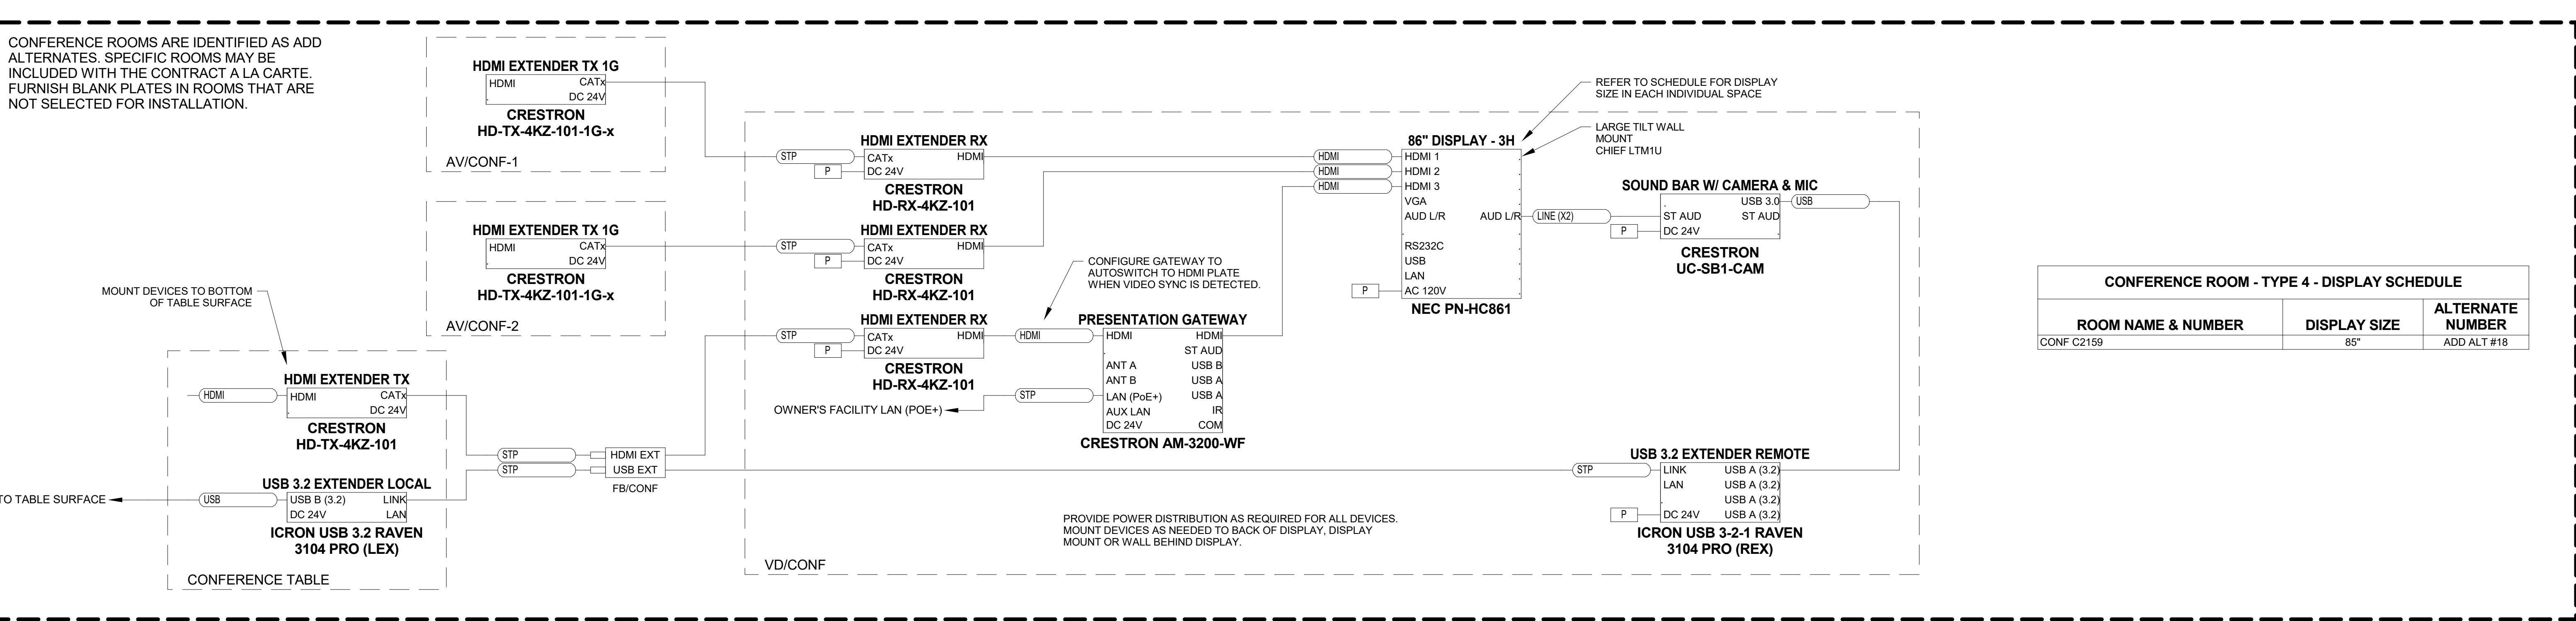 CONFERENCE ROOMS ARE IDENTIFIED AS ADD
ALTERNATES. SPECIFIC ROOMS MAY BE
INCLUDED WITH THE CONTRACT A LA CARTE.
FURNISH BLANK PLATES IN ROOMS THAT ARE
NOT SELECTED FOR INSTALLATION.
HDMI EXTENDER TX 1G
HDMI CATx
DC 24V
CRESTRON
HD-TX-4KZ-101-1G-x
AV/CONF-1
HDMI EXTENDER TX 1G
HDMI CATx
DC 24V
CRESTRON
HD-TX-4KZ-101-1G-x
AV/CONF-2
MOUNT DEVICES TO BOTTOM
OF TABLE SURFACE
HDMI EXTENDER TX
HDMI HDMI CATx
DC 24V
CRESTRON
HD-TX-4KZ-101
USB 3.2 EXTENDER LOCAL
TO TABLE SURFACE USB USB B (3.2) LINK
DC 24V LAN
ICRON USB 3.2 RAVEN
3104 PRO (LEX)
CONFERENCE TABLE
STP HDMI EXT
STP USB EXT
FB/CONF
HDMI EXTENDER RX
STP CATx HDMI
P DC 24V
CRESTRON
HD-RX-4KZ-101
HDMI EXTENDER RX
STP CATx HDMI
P DC 24V
CRESTRON
HD-RX-4KZ-101
HDMI EXTENDER RX
STP CATx HDMI
P DC 24V
CRESTRON
HD-RX-4KZ-101
CONFIGURE GATEWAY TO
AUTOSWITCH TO HDMI PLATE
WHEN VIDEO SYNC IS DETECTED.
PRESENTATION GATEWAY
HDMI HDMI HDMI
ST AUD
ANT A USB B
ANT B USB A
STP LAN (PoE+) USB A
AUX LAN IR
DC 24V COM
CRESTRON AM-3200-WF
OWNER'S FACILITY LAN (POE+)
REFER TO SCHEDULE FOR DISPLAY
SIZE IN EACH INDIVIDUAL SPACE
LARGE TILT WALL
MOUNT
CHIEF LTM1U
86" DISPLAY - 3H
HDMI HDMI 1
HDMI HDMI 2
HDMI HDMI 3
VGA
AUD L/R AUD L/R LINE (X2)
RS232C
USB
LAN
P AC 120V
NEC PN-HC861
SOUND BAR W/ CAMERA & MIC
USB 3.0 USB
ST AUD ST AUD
P DC 24V
CRESTRON
UC-SB1-CAM
USB 3.2 EXTENDER REMOTE
STP LINK USB A (3.2)
LAN USB A (3.2)
USB A (3.2)
P DC 24V USB A (3.2)
ICRON USB 3-2-1 RAVEN
3104 PRO (REX)
PROVIDE POWER DISTRIBUTION AS REQUIRED FOR ALL DEVICES.
MOUNT DEVICES AS NEEDED TO BACK OF DISPLAY, DISPLAY
MOUNT OR WALL BEHIND DISPLAY.
VD/CONF
CONFERENCE ROOM - TYPE 4 - DISPLAY SCHEDULE
ROOM NAME & NUMBER DISPLAY SIZE ALTERNATE
NUMBER
CONF C2159 85" ADD ALT #18